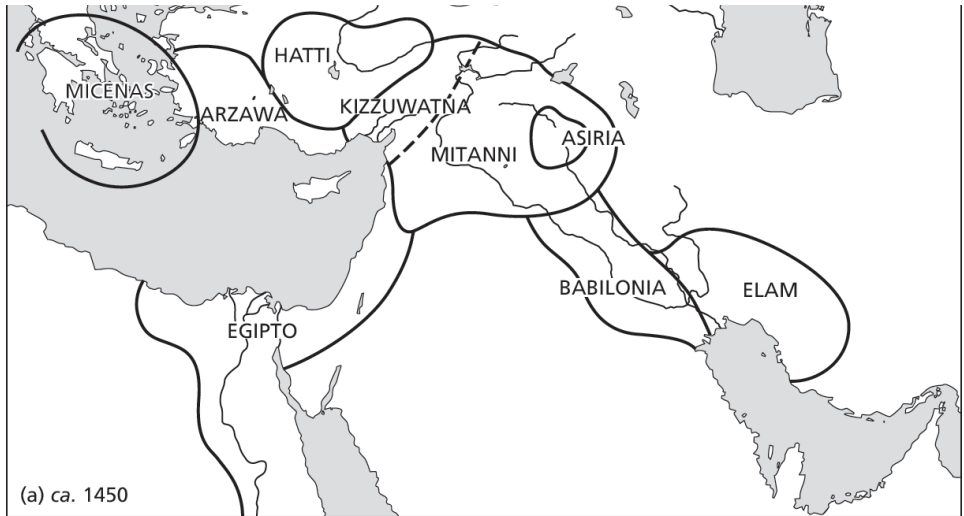 HATTI
MICENAS
ARZAWA
KIZZUWATNA
ASIRIA
MITANNI
BABILONIA
ELAM
EGIPTO
(a) ca. 1450